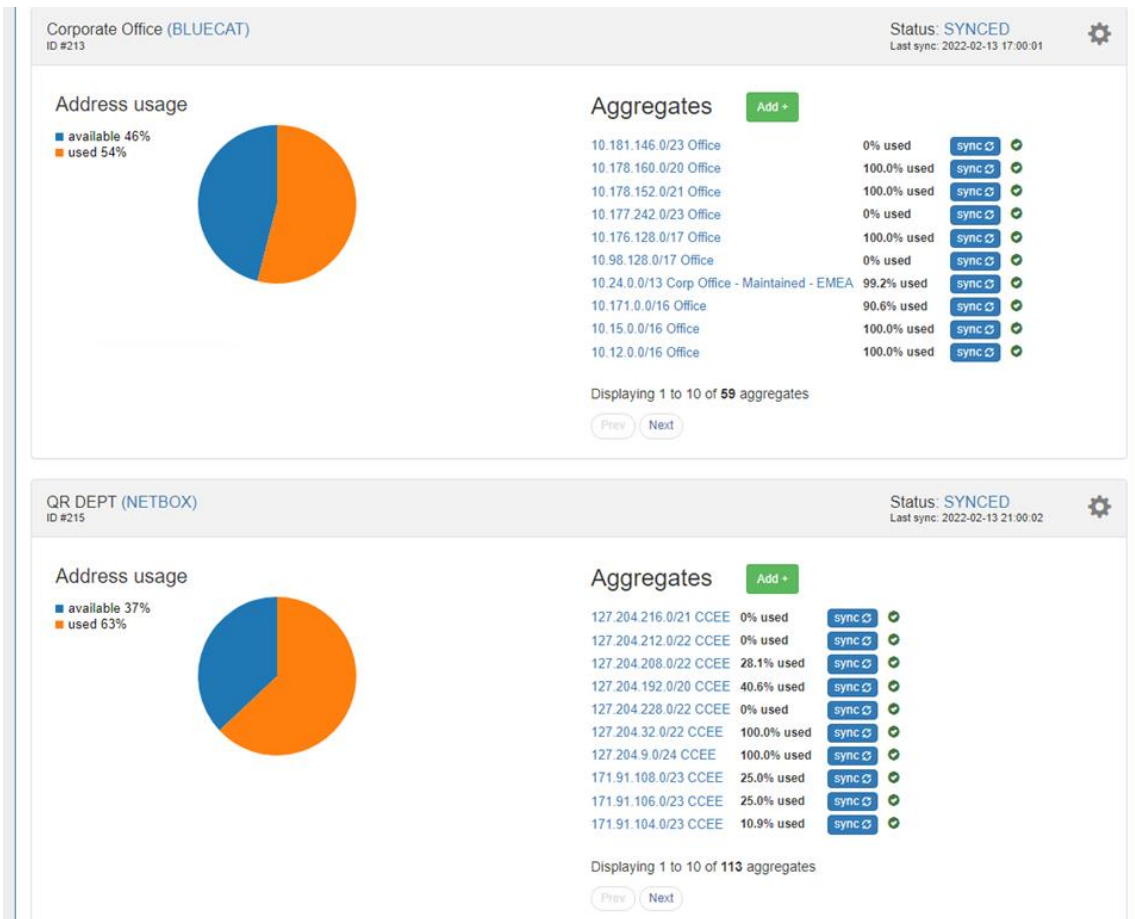 Corporate Office (BLUECAT)
ID #213
Status: SYNCED
Last sync: 2022-02-13 17:00:01
Address usage
available 46%
used 54%
Aggregates
Add +
10.181.146.0/23 Office 0% used sync
10.178.160.0/20 Office 100.0% used sync
10.178.152.0/21 Office 100.0% used sync
10.177.242.0/23 Office 0% used sync
10.176.128.0/17 Office 100.0% used sync
10.98.128.0/17 Office 0% used sync
10.24.0.0/13 Corp Office - Maintained - EMEA 99.2% used sync
10.171.0.0/16 Office 90.6% used sync
10.15.0.0/16 Office 100.0% used sync
10.12.0.0/16 Office 100.0% used sync
Displaying 1 to 10 of 59 aggregates
Prev Next
QR DEPT (NETBOX)
ID #215
Status: SYNCED
Last sync: 2022-02-13 21:00:02
Address usage
available 37%
used 63%
Aggregates
Add +
127.204.216.0/21 CCEE 0% used sync
127.204.212.0/22 CCEE 0% used sync
127.204.208.0/22 CCEE 28.1% used sync
127.204.192.0/20 CCEE 40.6% used sync
127.204.228.0/22 CCEE 0% used sync
127.204.32.0/22 CCEE 100.0% used sync
127.204.9.0/24 CCEE 100.0% used sync
171.91.108.0/23 CCEE 25.0% used sync
171.91.106.0/23 CCEE 25.0% used sync
171.91.104.0/23 CCEE 10.9% used sync
Displaying 1 to 10 of 113 aggregates
Prev Next